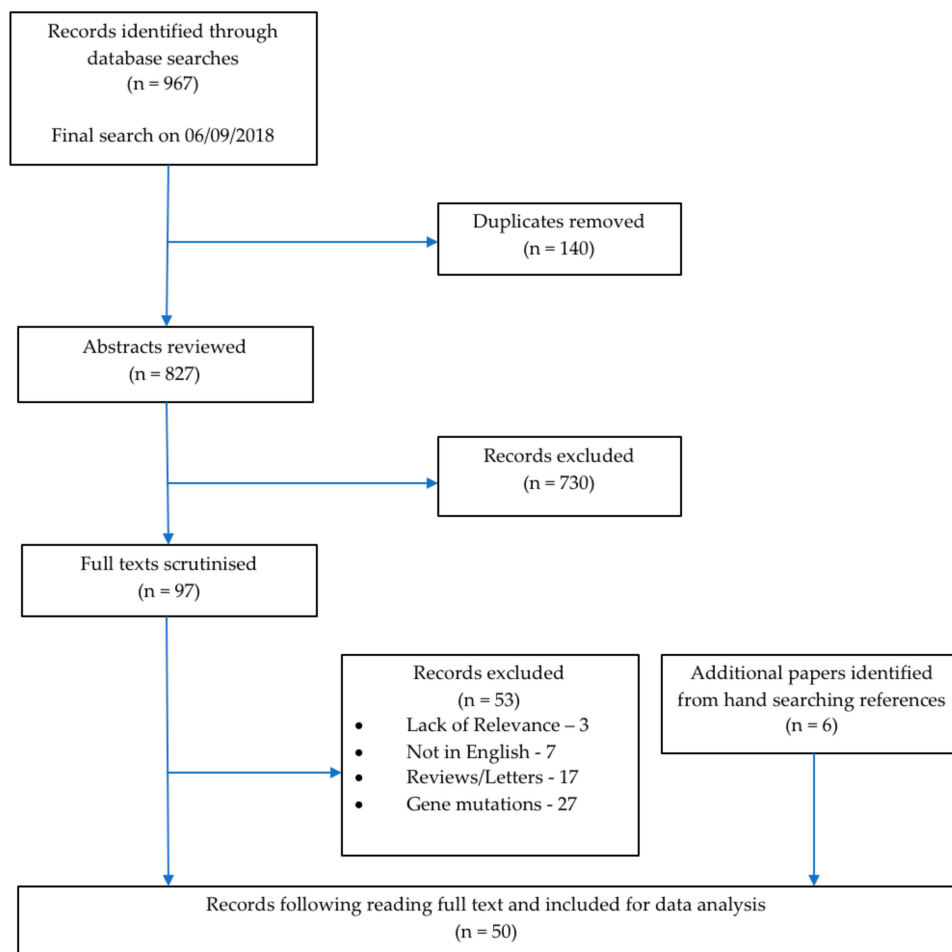 Records identified through
database searches
(n = 967)
Final search on 06/09/2018
Duplicates removed
(n = 140)
Abstracts reviewed
(n = 827)
Records excluded
(n = 730)
Full texts scrutinised
(n = 97)
Records excluded
(n = 53)
• Lack of Relevance – 3
• Not in English - 7
• Reviews/Letters - 17
• Gene mutations - 27
Additional papers identified
from hand searching references
(n = 6)
Records following reading full text and included for data analysis
(n = 50)